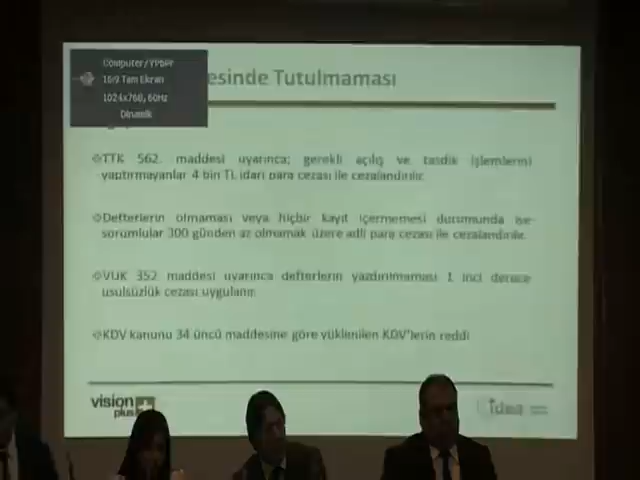 Computer/YPbPr
16:9 Tam Ekran
1024x768, 60Hz
Dinamik
esinde Tutulmaması
TTK 562. maddesi uyarınca; gerekli açılış ve tasdik işlemlerini
yaptırmayanlar 4 bin TL idari para cezası ile cezalandırılır.
Defterlerin olmaması veya hiçbir kayıt içermemesi durumunda ise
sorumlular 300 günden az olmamak üzere adli para cezası ile cezalandırılır.
VUK 352 maddesi uyarınca defterlerin yazdırılmaması 1 inci derece
usulsüzlük cezası uygulanır.
KDV kanunu 34 üncü maddesine göre yüklenilen KDV'lerin reddi
vision
plus
idea